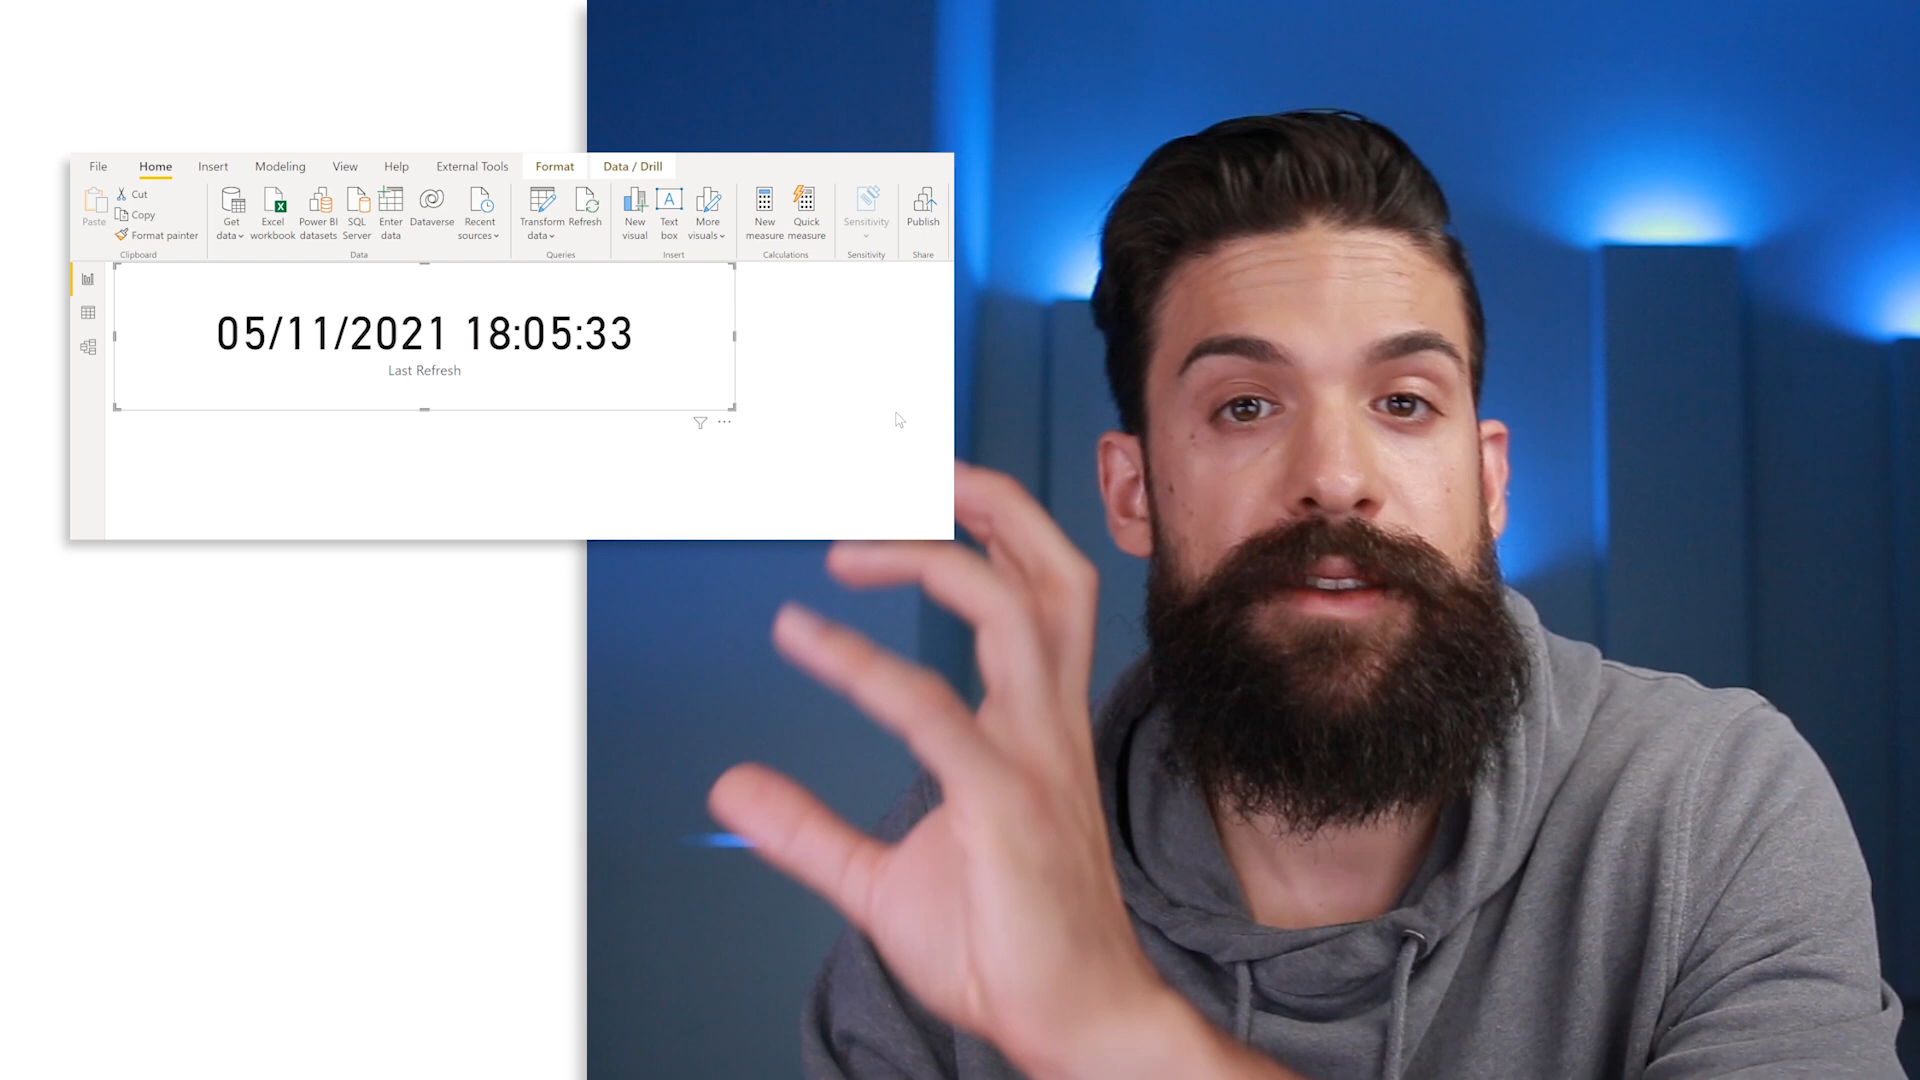 File Home Insert Modeling View Help External Tools Format Data / Drill
Paste
Cut
Copy
Format painter
Clipboard
Get data
Excel workbook
Power BI datasets
SQL Server
Enter data
Dataverse
Recent sources
Data
Transform data
Refresh
Queries
New visual
Text box
More visuals
Insert
New measure
Quick measure
Calculations
Sensitivity
Sensitivity
Publish
Share
05/11/2021 18:05:33
Last Refresh